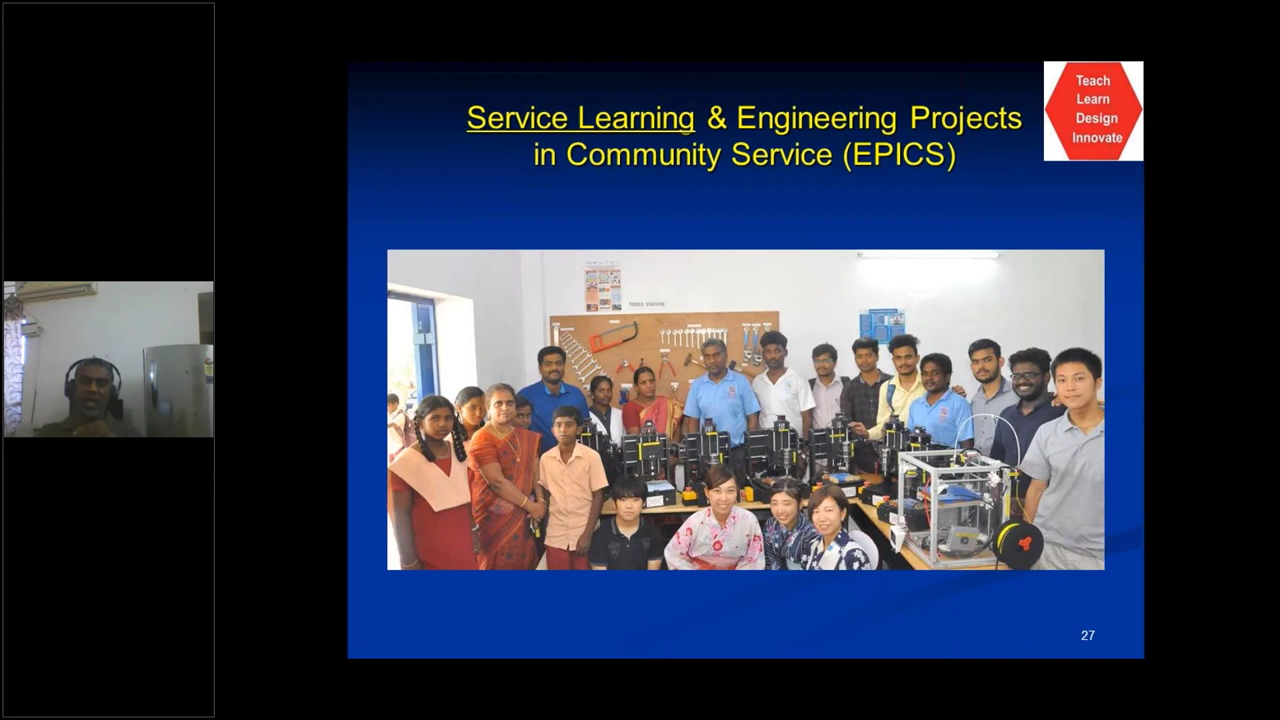 Service Learning & Engineering Projects
in Community Service (EPICS)
Teach
Learn
Design
Innovate
TOOLS STATION
27